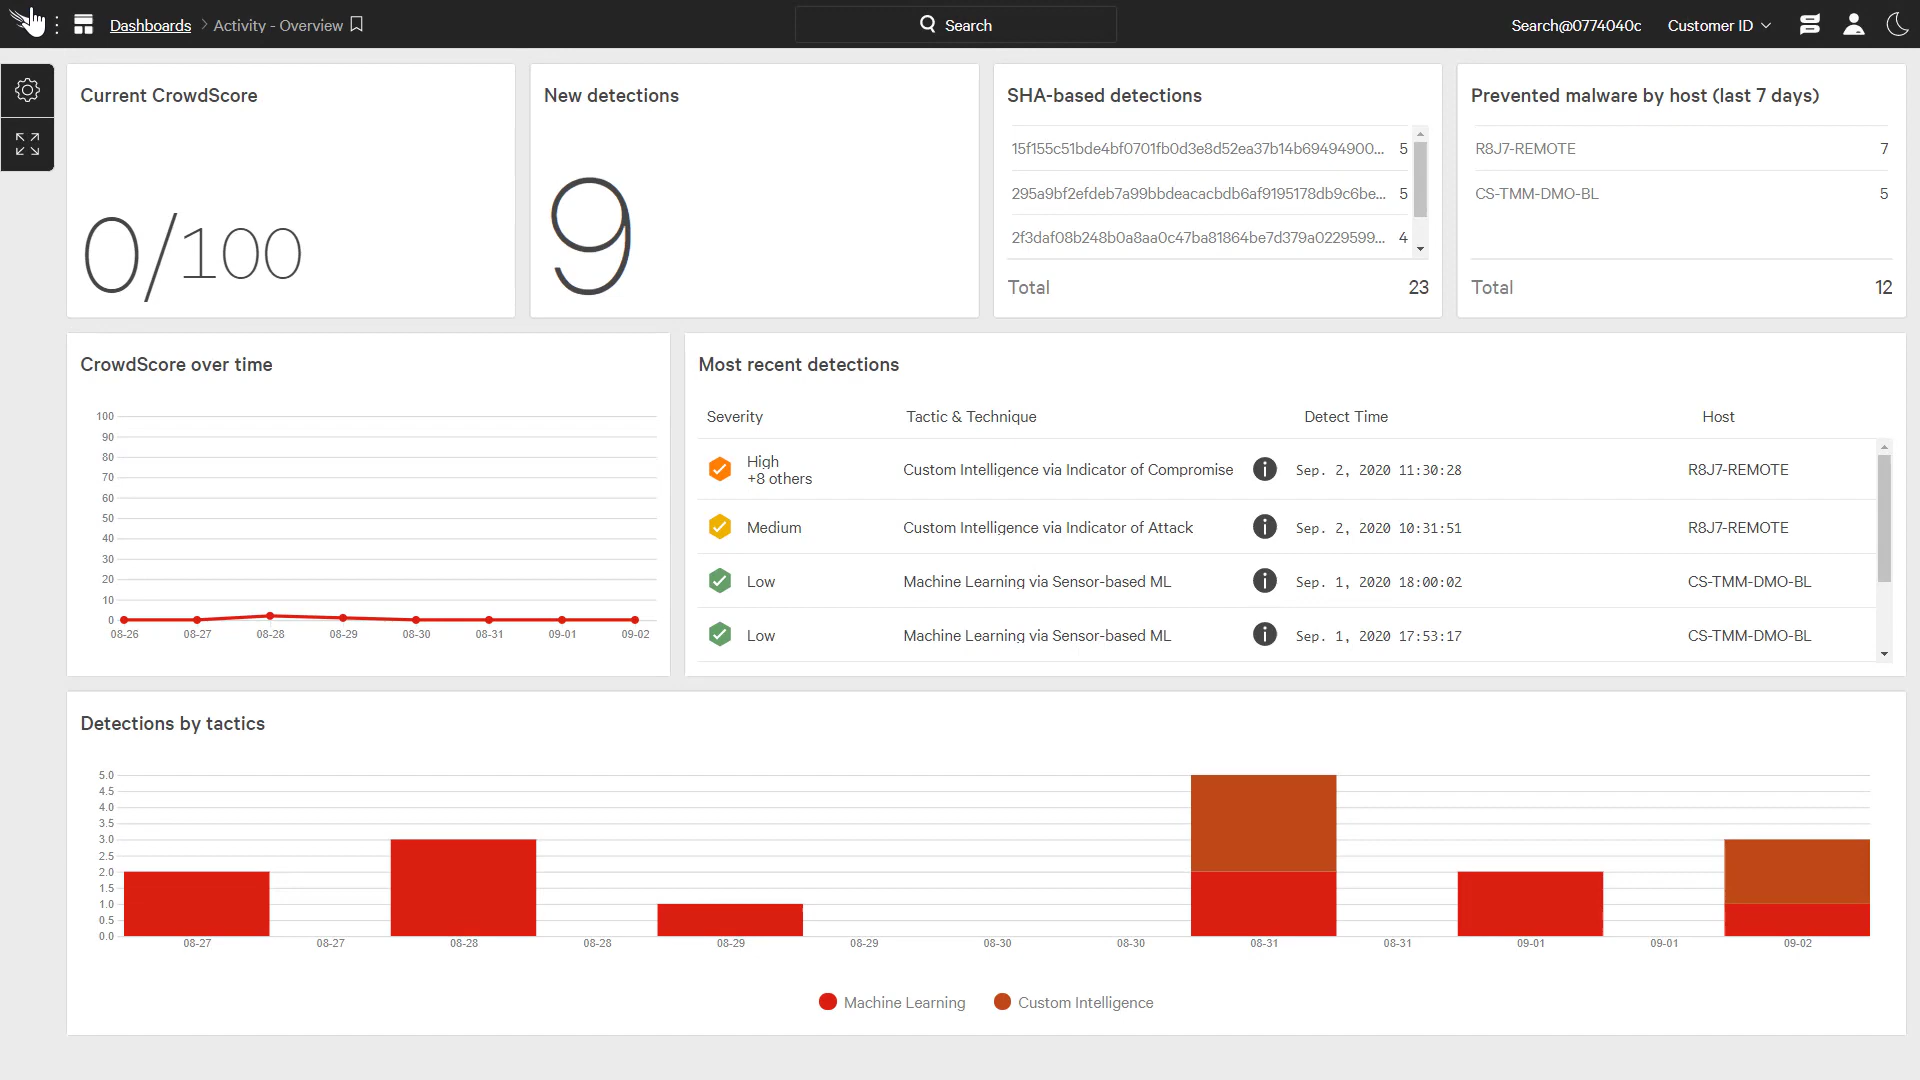 Dashboards Activity - Overview
Search
Search@0774040c Customer ID
Current CrowdScore
0/100
New detections
9
SHA-based detections
15f155c51bde4bf0701fb0d3e8d52ea37b14b69494900... 5
295a9bf2efdeb7a99bbdeacacbdb6af9195178db9c6be... 5
2f3daf08b248b0a8aa0c47ba81864be7d379a0229599... 4
Total 23
Prevented malware by host (last 7 days)
R8J7-REMOTE 7
CS-TMM-DMO-BL 5
Total 12
CrowdScore over time
100
90
80
70
60
50
40
30
20
10
0
08-26 08-27 08-28 08-29 08-30 08-31 09-01 09-02
Most recent detections
Severity Tactic & Technique Detect Time Host
High
+8 others
Custom Intelligence via Indicator of Compromise Sep. 2, 2020 11:30:28 R8J7-REMOTE
Medium Custom Intelligence via Indicator of Attack Sep. 2, 2020 10:31:51 R8J7-REMOTE
Low Machine Learning via Sensor-based ML Sep. 1, 2020 18:00:02 CS-TMM-DMO-BL
Low Machine Learning via Sensor-based ML Sep. 1, 2020 17:53:17 CS-TMM-DMO-BL
Detections by tactics
5.0
4.5
4.0
3.5
3.0
2.5
2.0
1.5
1.0
0.5
0.0
08-27 08-27 08-28 08-28 08-29 08-29 08-30 08-30 08-31 08-31 09-01 09-01 09-02
Machine Learning Custom Intelligence